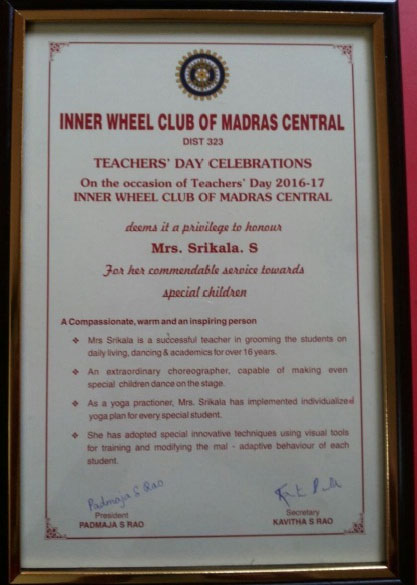 INNER WHEEL CLUB OF MADRAS CENTRAL
DIST 323
TEACHERS' DAY CELEBRATIONS
On the occasion of Teachers' Day 2016-17
INNER WHEEL CLUB OF MADRAS CENTRAL
deems it a privilege to honour
Mrs. Srikala. S
For her commendable service towards
special children
A Compassionate, warm and an inspiring person
❖ Mrs Srikala is a successful teacher in grooming the students on
daily living, dancing & academics for over 16 years.
❖ An extraordinary choreographer, capable of making even
special children dance on the stage.
❖ As a yoga practioner, Mrs. Srikala has implemented individualized
yoga plan for every special student.
❖ She has adopted special innovative techniques using visual tools
for training and modifying the mal - adaptive behaviour of each
student.
Padmaja S Rao
President
PADMAJA S RAO
Secretary
KAVITHA S RAO